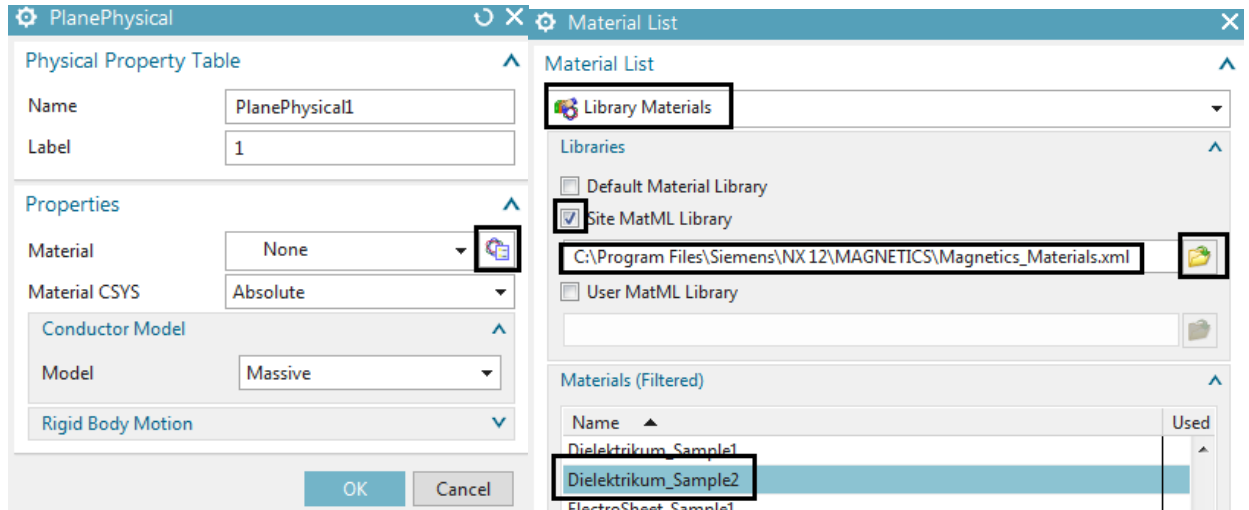 PlanePhysical
Physical Property Table
Name PlanePhysical1
Label 1
Properties
Material None
Material CSYS Absolute
Conductor Model
Model Massive
Rigid Body Motion
OK Cancel
Material List
Material List
Library Materials
Libraries
Default Material Library
Site MatML Library
C:\Program Files\Siemens\NX 12\MAGNETICS\Magnetics_Materials.xml
User MatML Library
Materials (Filtered)
Name Used
Dielektrikum_Sample1
Dielektrikum_Sample2
ElectroSheet_Sample1